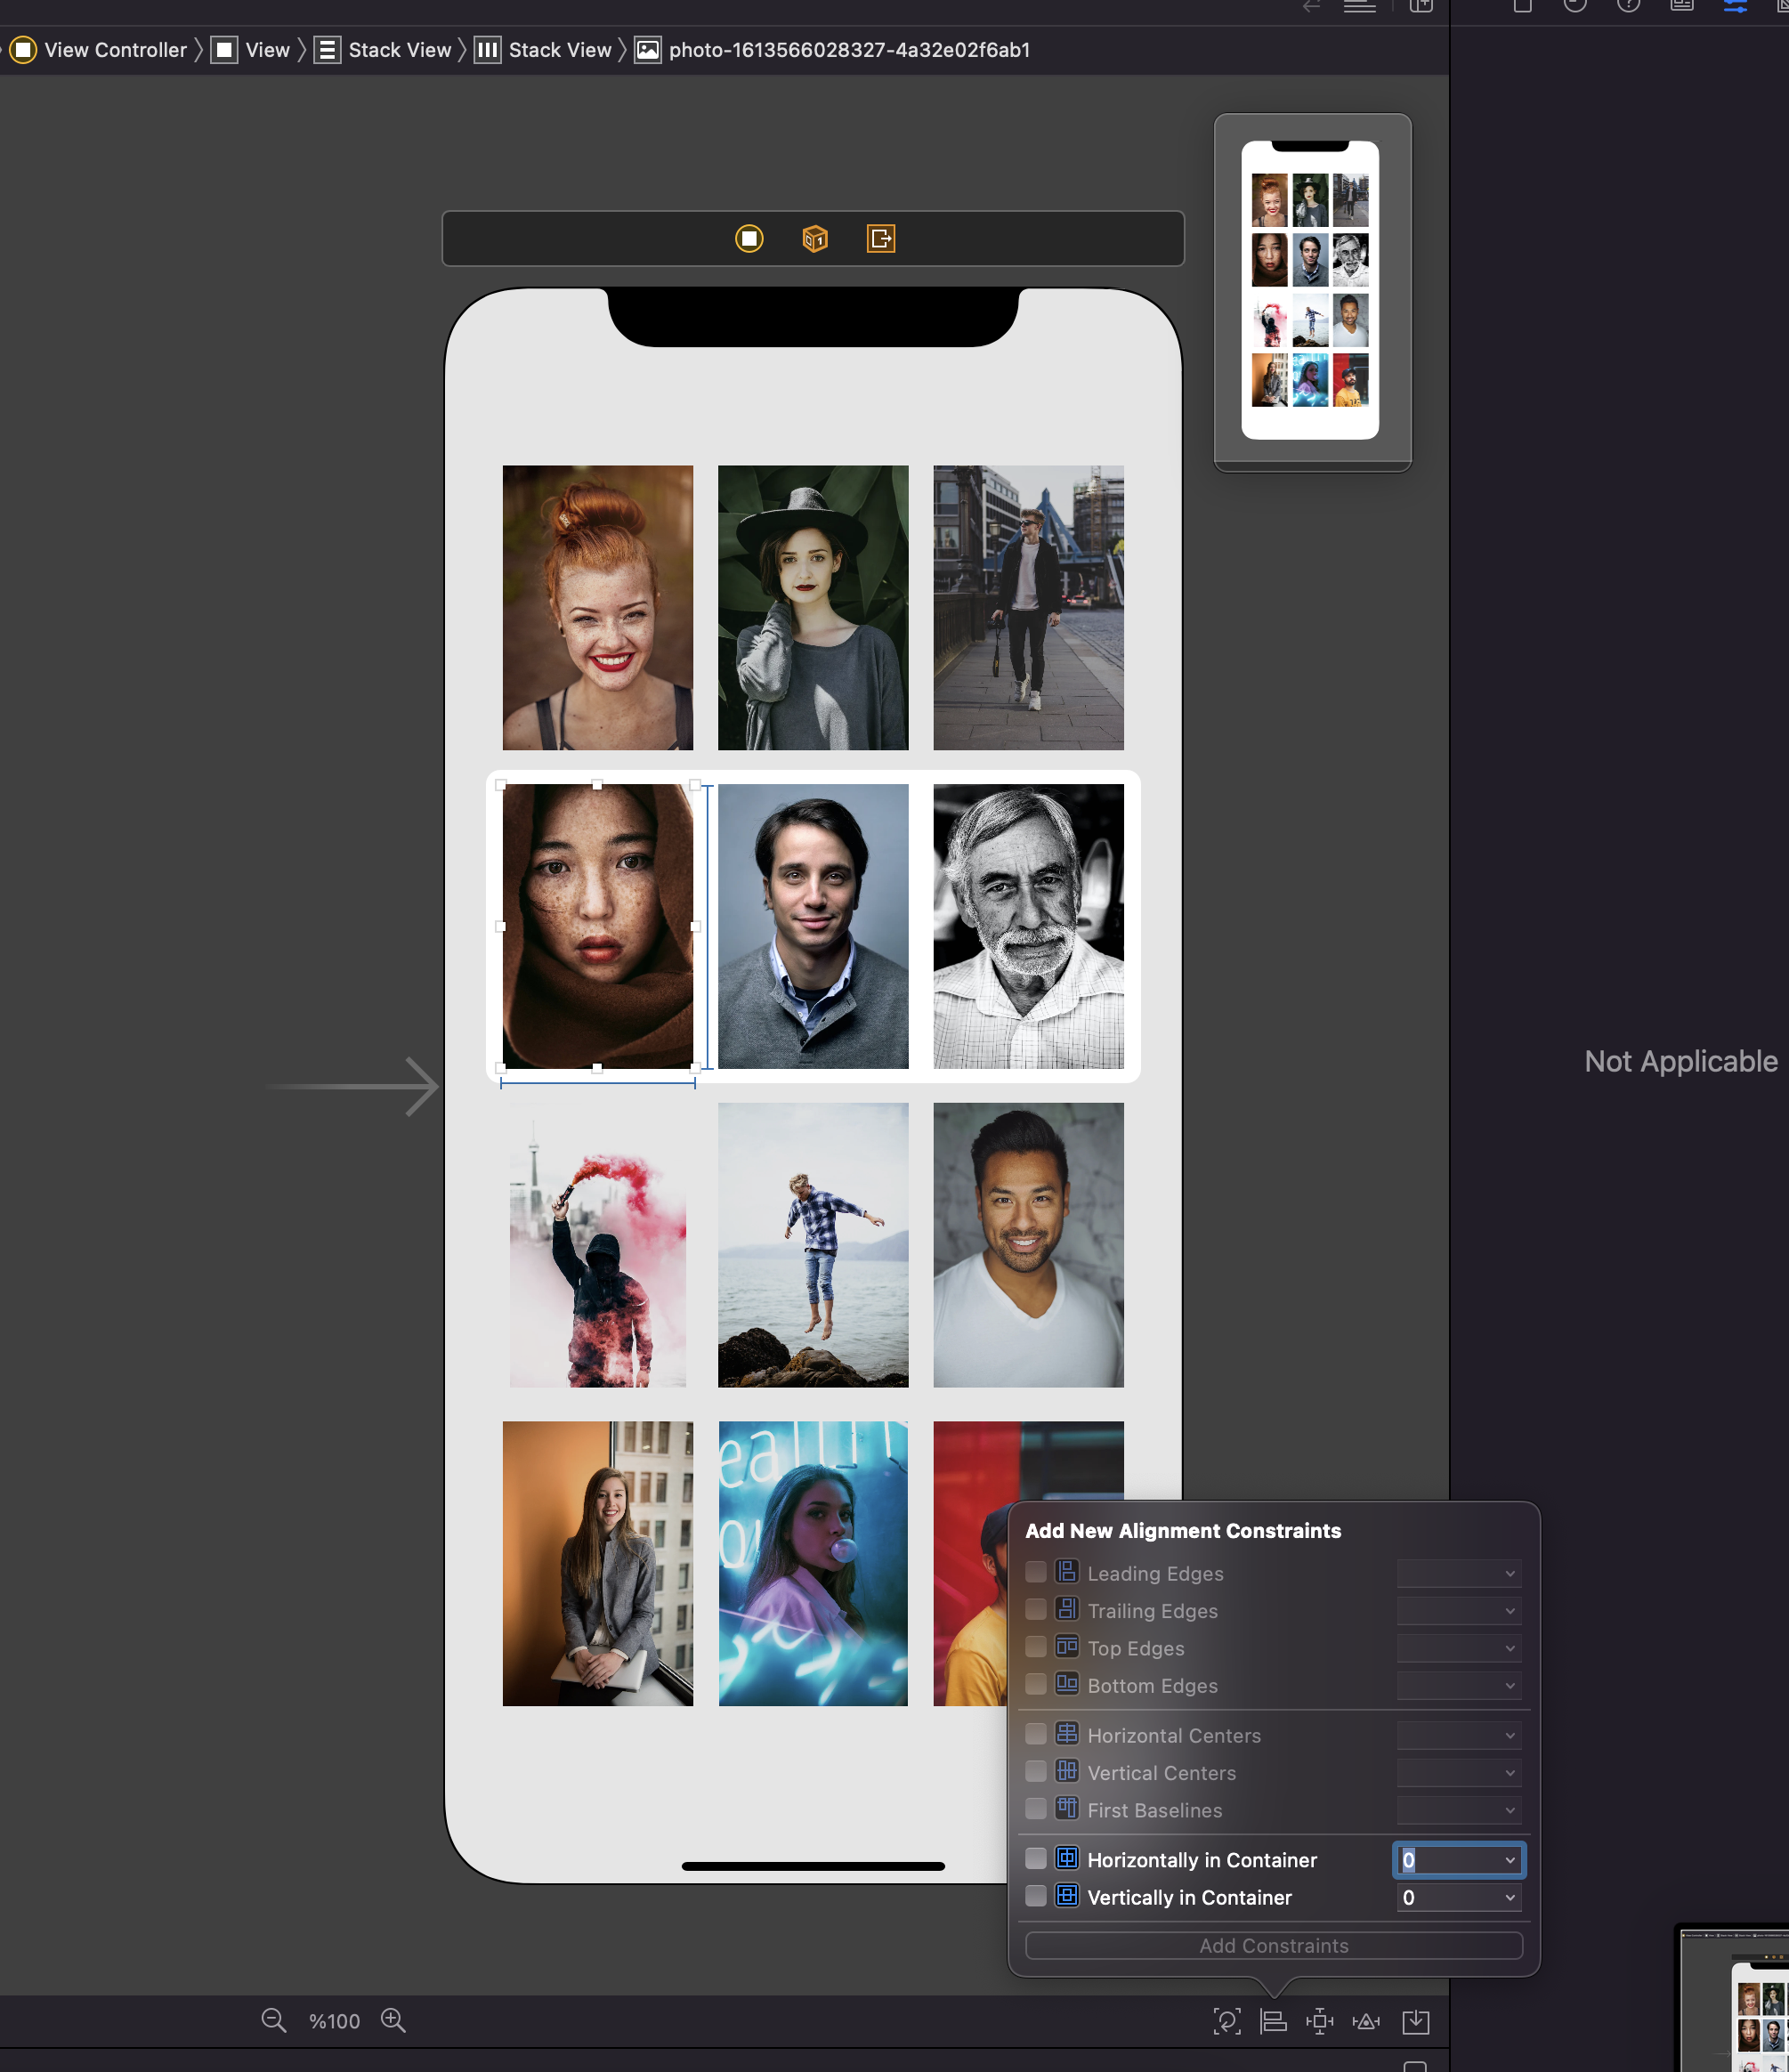 View Controller 〉 View 〉 Stack View 〉 Stack View 〉 photo-1613566028327-4a32e02f6ab1
Not Applicable
Add New Alignment Constraints
Leading Edges
Trailing Edges
Top Edges
Bottom Edges
Horizontal Centers
Vertical Centers
First Baselines
Horizontally in Container 0
Vertically in Container 0
Add Constraints
%100